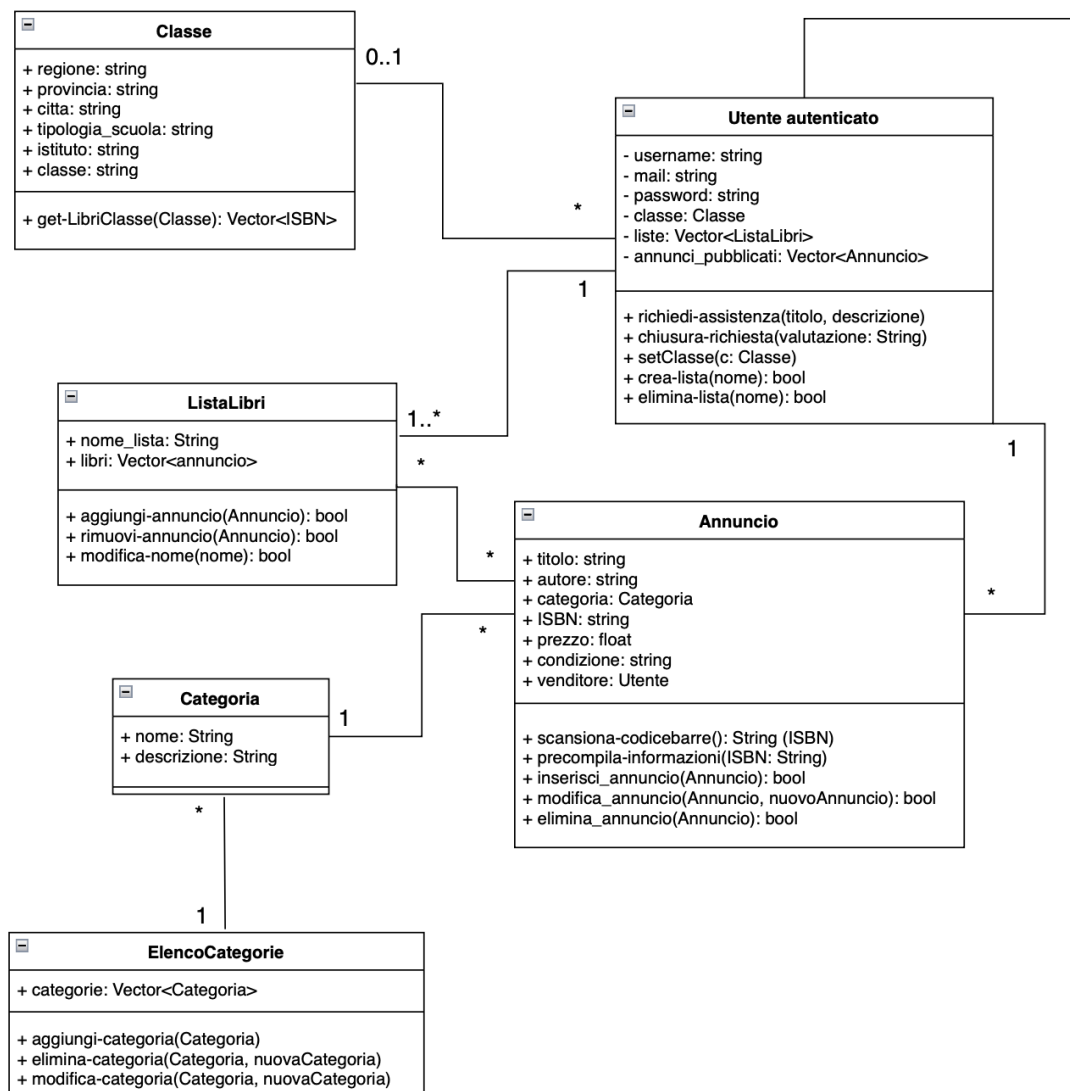 Classe
+ regione: string
+ provincia: string
+ citta: string
+ tipologia_scuola: string
+ istituto: string
+ classe: string
+ get-LibriClasse(Classe): Vector<ISBN>
0..1
*
Utente autenticato
- username: string
- mail: string
- password: string
- classe: Classe
- liste: Vector<ListaLibri>
- annunci_pubblicati: Vector<Annuncio>
+ richiedi-assistenza(titolo, descrizione)
+ chiusura-richiesta(valutazione: String)
+ setClasse(c: Classe)
+ crea-lista(nome): bool
+ elimina-lista(nome): bool
1
1..*
1
ListaLibri
+ nome_lista: String
+ libri: Vector<annuncio>
+ aggiungi-annuncio(Annuncio): bool
+ rimuovi-annuncio(Annuncio): bool
+ modifica-nome(nome): bool
*
*
*
*
Annuncio
+ titolo: string
+ autore: string
+ categoria: Categoria
+ ISBN: string
+ prezzo: float
+ condizione: string
+ venditore: Utente
+ scansiona-codicebarre(): String (ISBN)
+ precompila-informazioni(ISBN: String)
+ inserisci_annuncio(Annuncio): bool
+ modifica_annuncio(Annuncio, nuovoAnnuncio): bool
+ elimina_annuncio(Annuncio): bool
Categoria
+ nome: String
+ descrizione: String
1
*
1
ElencoCategorie
+ categorie: Vector<Categoria>
+ aggiungi-categoria(Categoria)
+ elimina-categoria(Categoria, nuovaCategoria)
+ modifica-categoria(Categoria, nuovaCategoria)